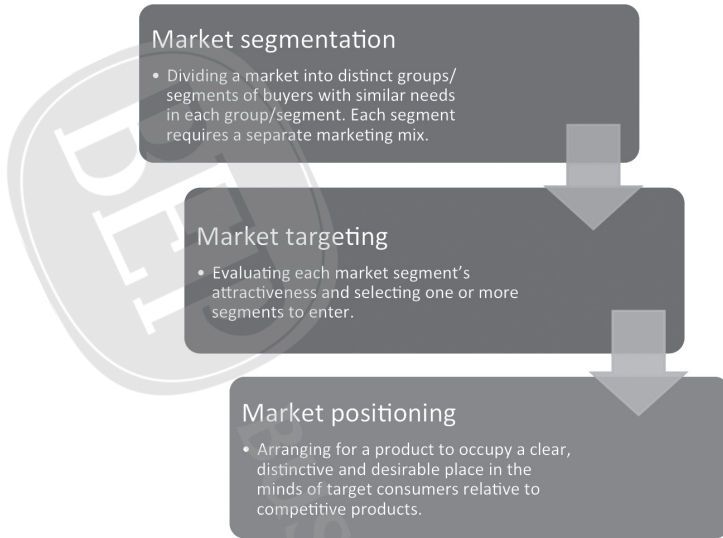 Market segmentation
• Dividing a market into distinct groups/
segments of buyers with similar needs
in each group/segment. Each segment
requires a separate marketing mix.
Market targeting
• Evaluating each market segment's
attractiveness and selecting one or more
segments to enter.
Market positioning
• Arranging for a product to occupy a clear,
distinctive and desirable place in the
minds of target consumers relative to
competitive products.